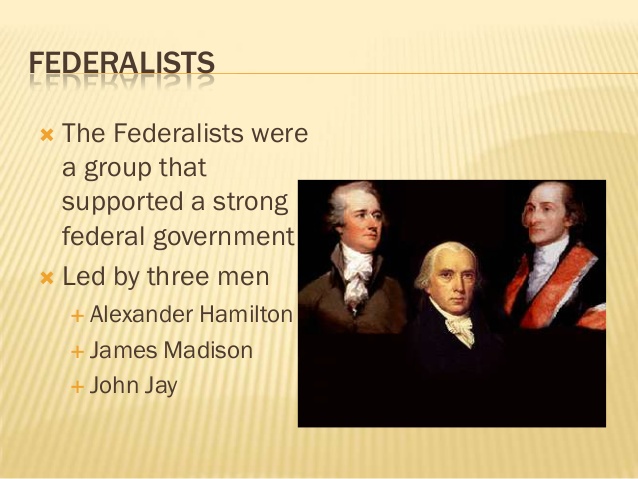 FEDERALISTS
The Federalists were
a group that
supported a strong
federal government
Led by three men
Alexander Hamilton
James Madison
John Jay